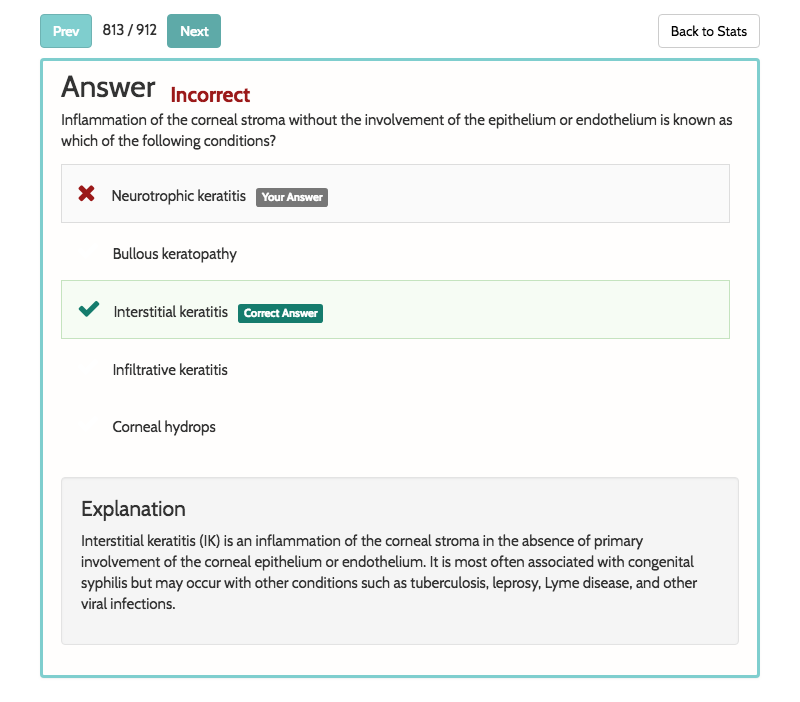 Prev 813 / 912 Next Back to Stats
Answer Incorrect
Inflammation of the corneal stroma without the involvement of the epithelium or endothelium is known as
which of the following conditions?
Neurotrophic keratitis Your Answer
Bullous keratopathy
Interstitial keratitis Correct Answer
Infiltrative keratitis
Corneal hydrops
Explanation
Interstitial keratitis (IK) is an inflammation of the corneal stroma in the absence of primary
involvement of the corneal epithelium or endothelium. It is most often associated with congenital
syphilis but may occur with other conditions such as tuberculosis, leprosy, Lyme disease, and other
viral infections.